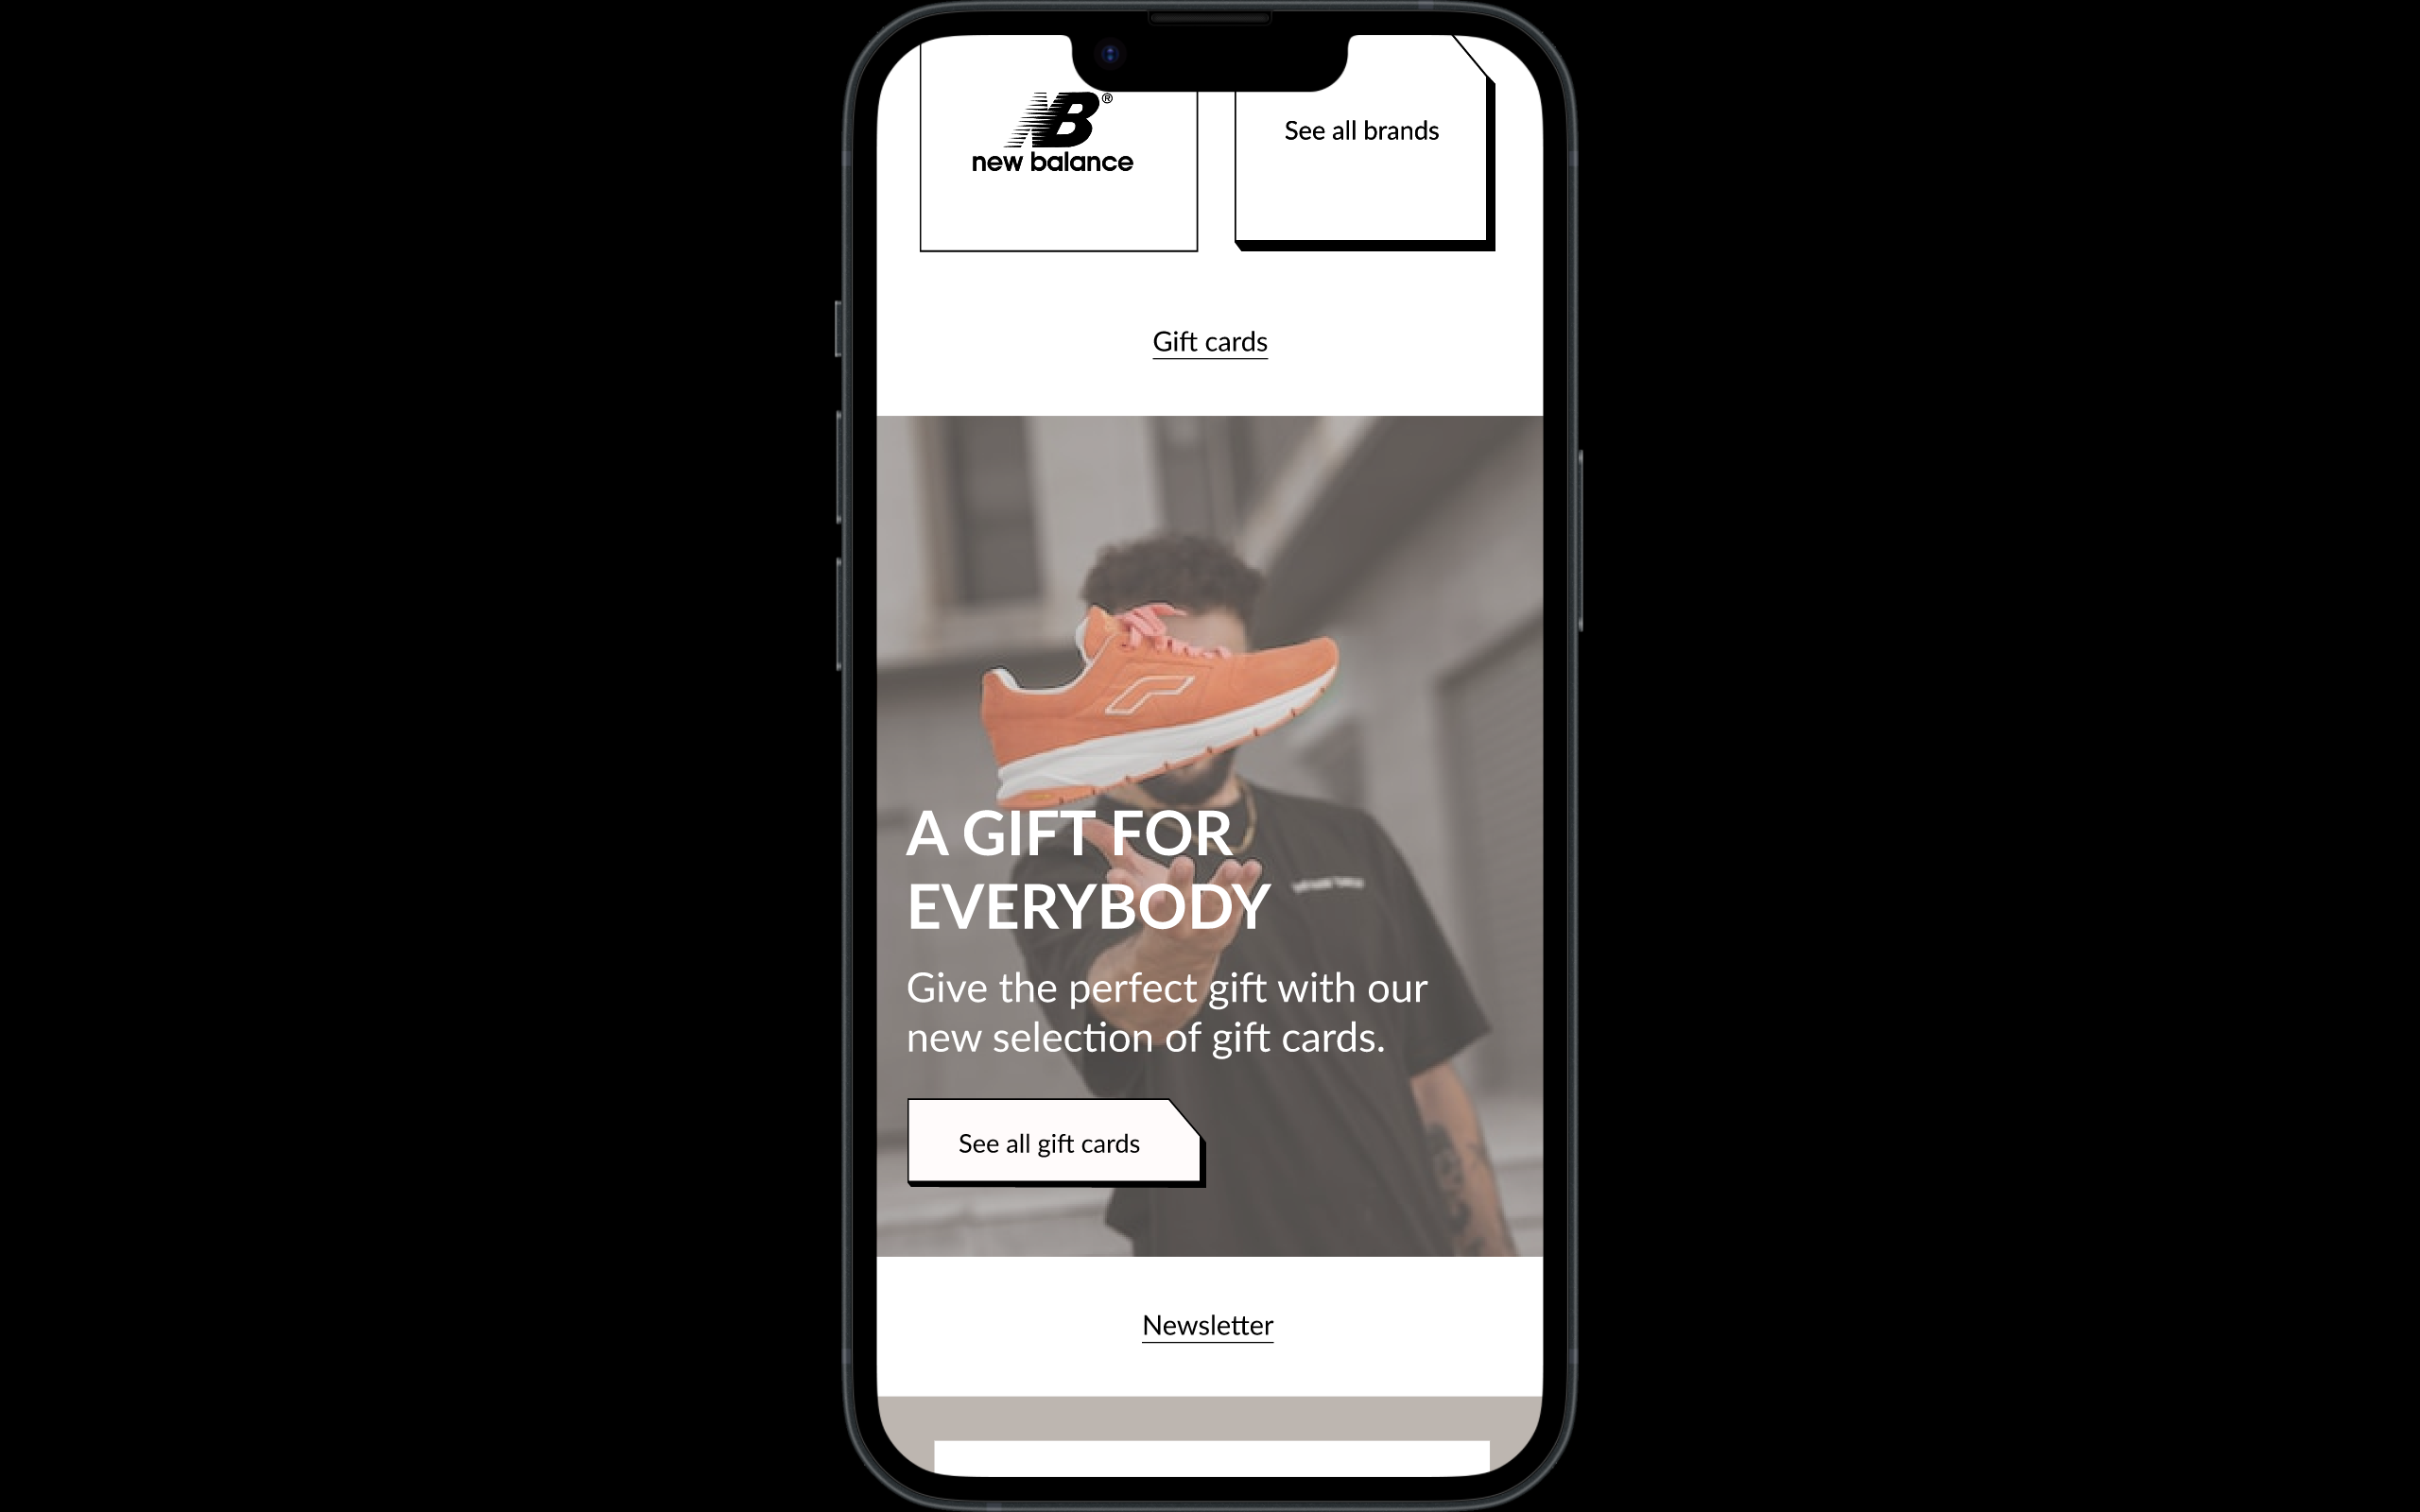 NB®
new balance
See all brands
Gift cards
A GIFT FOR
EVERYBODY
Give the perfect gift with our
new selection of gift cards.
See all gift cards
Newsletter